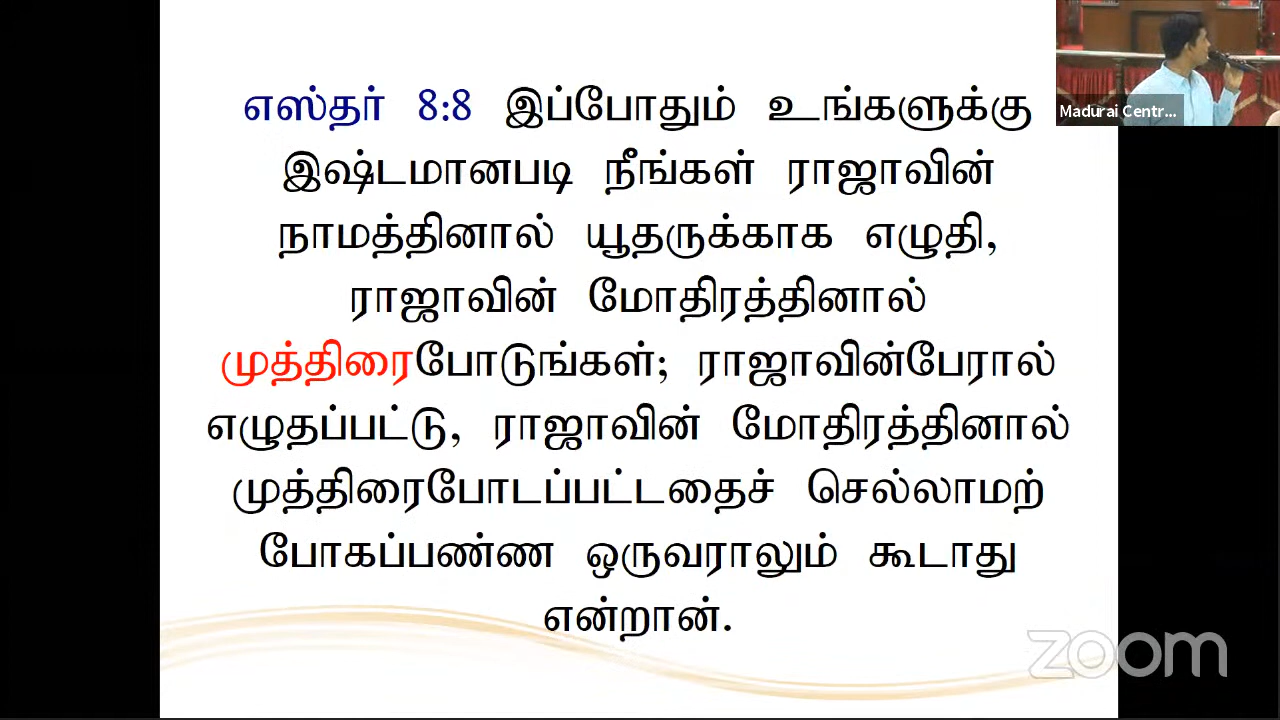 எஸ்தர் 8:8 இப்போதும் உங்களுக்கு
இஷ்டமானபடி நீங்கள் ராஜாவின்
நாமத்தினால் யூதருக்காக எழுதி,
ராஜாவின் மோதிரத்தினால்
முத்திரைபோடுங்கள்; ராஜாவின்பேரால்
எழுதப்பட்டு, ராஜாவின் மோதிரத்தினால்
முத்திரைபோடப்பட்டதைச் செல்லாமற்
போகப்பண்ண ஒருவராலும் கூடாது
என்றான்.
Madurai Centr...
zoom